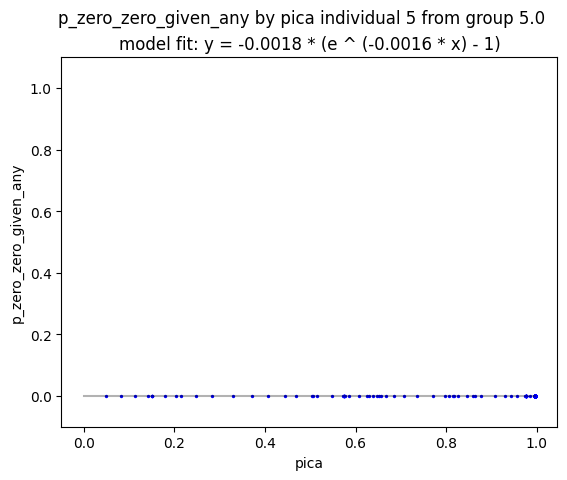 p_zero_zero_given_any by pica individual 5 from group 5.0
model fit: y = -0.0018 * (e ^ (-0.0016 * x) - 1)
1.0
0.8
0.6
0.4
0.2
0.0
p_zero_zero_given_any
0.0 0.2 0.4 0.6 0.8 1.0
pica